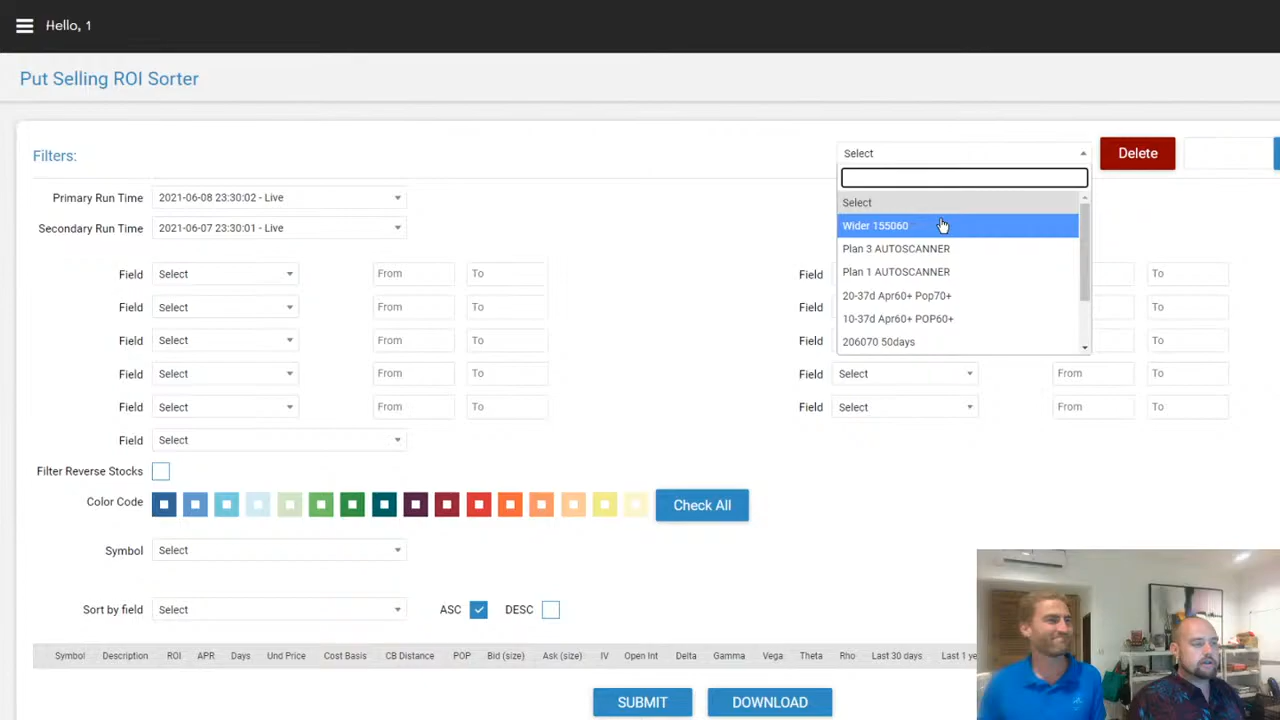 Hello, 1
Put Selling ROI Sorter
Filters:
Select
Delete
Select
Wider 155060
Plan 3 AUTOSCANNER
Plan 1 AUTOSCANNER
20-37d Apr60+ Pop70+
10-37d Apr60+ POP60+
206070 50days
Primary Run Time 2021-06-08 23:30:02 - Live
Secondary Run Time 2021-06-07 23:30:01 - Live
Field Select From To Field To
Field Select From To To
Field Select From To To
Field Select From To Field Select From To
Field Select From To Field Select From To
Field Select
Filter Reverse Stocks
Color Code Check All
Symbol Select
Sort by field Select ASC DESC
Symbol Description ROI APR Days Und Price Cost Basis CB Distance POP Bid (size) Ask (size) IV Open Int Delta Gamma Vega Theta Rho Last 30 days Last 1 ye
SUBMIT DOWNLOAD